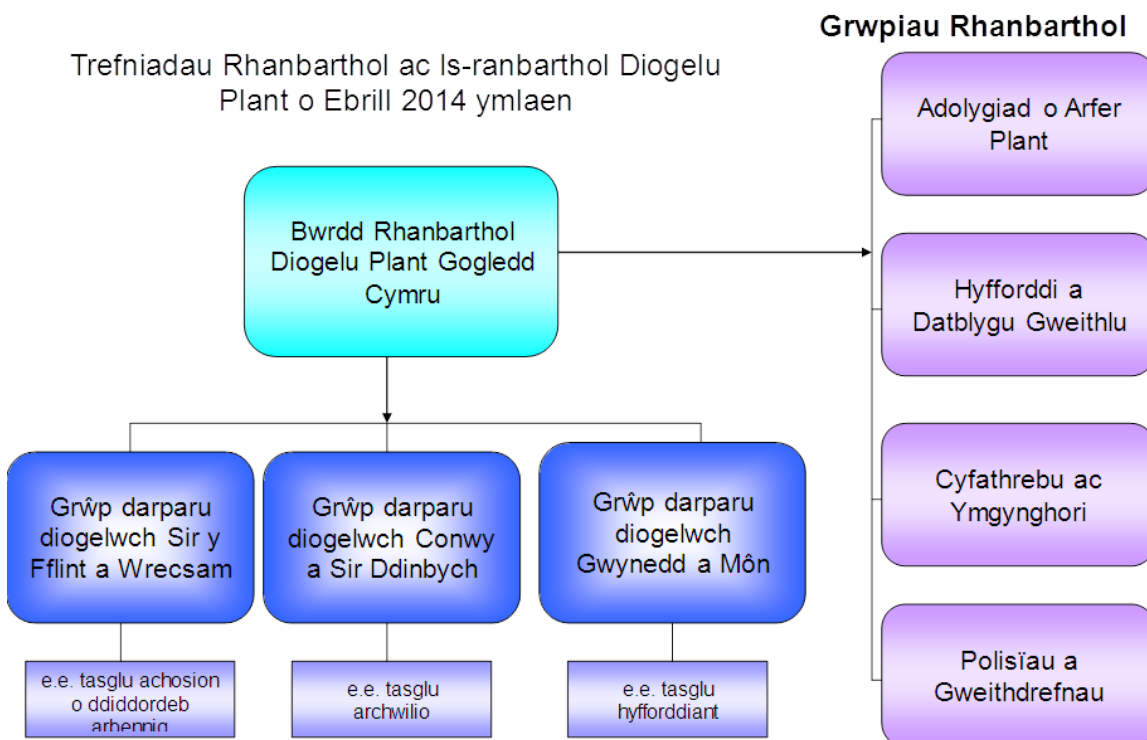 Trefniadau Rhanbarthol ac Is-ranbarthol Diogelu
Plant o Ebrill 2014 ymlaen
Grwpiau Rhanbarthol
Bwrdd Rhanbarthol
Diogelu Plant Gogledd
Cymru
Adolygiad o Arfer
Plant
Hyfforddi a
Datblygu Gweithlu
Cyfathrebu ac
Ymgynghori
Polisïau a
Gweithdrefnau
Grŵp darparu
diogelwch Sir y
Fflint a Wrecsam
Grŵp darparu
diogelwch Conwy
a Sir Ddinbych
Grŵp darparu
diogelwch
Gwynedd a Môn
e.e. tasglu achosion
o ddiddordeb
arbennig
e.e. tasglu
archwilio
e.e. tasglu
hyfforddiant